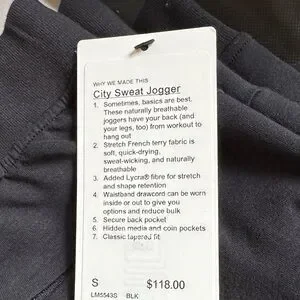 WHY WE MADE THIS
City Sweat Jogger
1. Sometimes, basics are best.
These naturally breathable
joggers have your back (and
your legs, too) from workout to
hang out
2. Stretch French terry fabric is
soft, quick-drying,
sweat-wicking, and naturally
breathable
3. Added Lycra® fibre for stretch
and shape retention
4. Waistband drawcord can be worn
inside or out to give you
options and reduce bulk
5. Secure back pocket
6. Hidden media and coin pockets
7. Classic tapered fit
S $118.00
LM5543S BLK